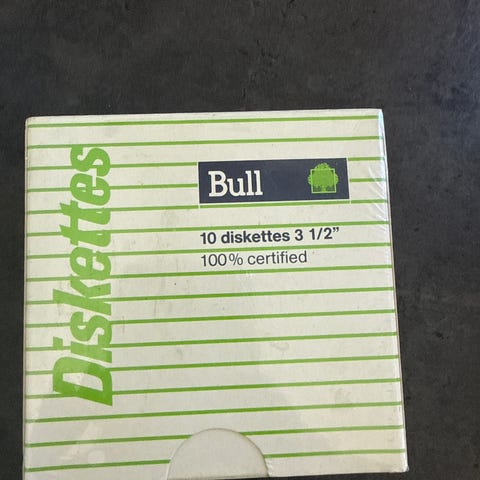 Diskettes
Bull
10 diskettes 3 1/2"
100% certified